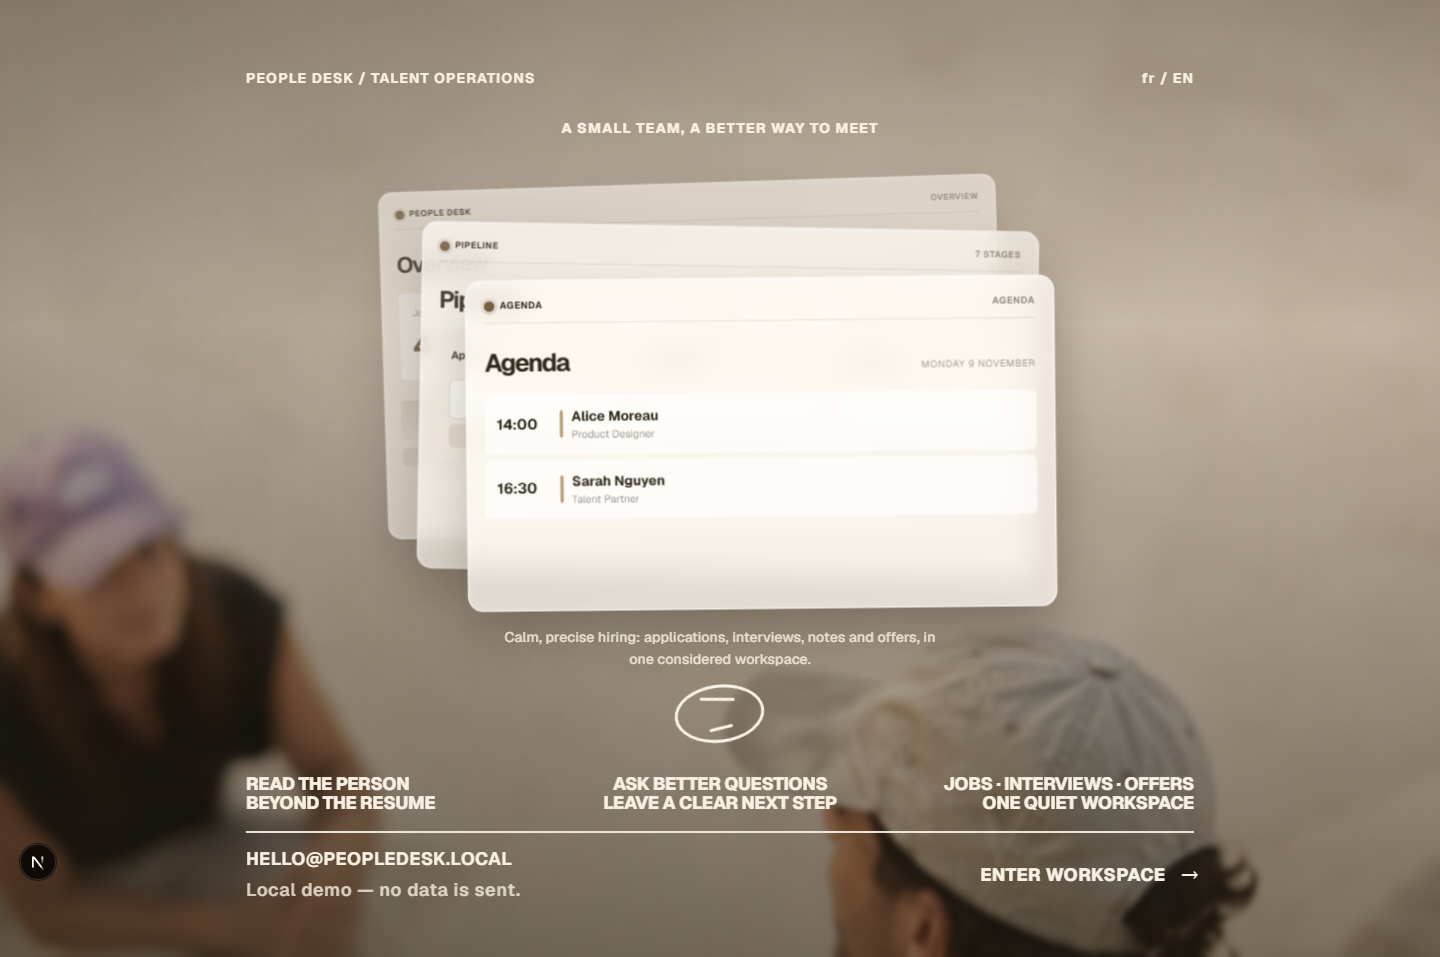 PEOPLE DESK / TALENT OPERATIONS
fr / EN
A SMALL TEAM, A BETTER WAY TO MEET
PEOPLE DESK
OVERVIEW
Overview
PIPELINE
7 STAGES
AGENDA
AGENDA
Agenda
MONDAY 9 NOVEMBER
14:00
Alice Moreau
Product Designer
16:30
Sarah Nguyen
Talent Partner
Calm, precise hiring: applications, interviews, notes and offers, in
one considered workspace.
READ THE PERSON
BEYOND THE RESUME
ASK BETTER QUESTIONS
LEAVE A CLEAR NEXT STEP
JOBS · INTERVIEWS · OFFERS
ONE QUIET WORKSPACE
HELLO@PEOPLEDESK.LOCAL
Local demo — no data is sent.
ENTER WORKSPACE →
N